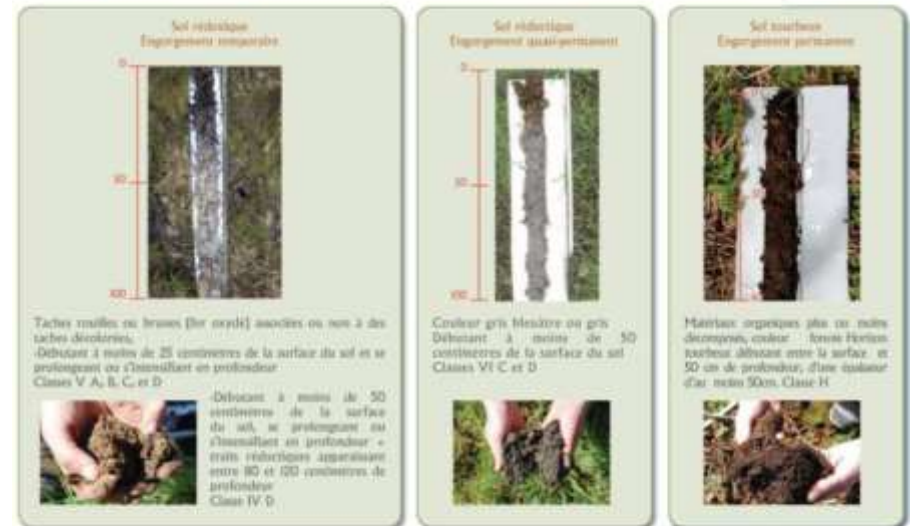 Sol rédoxique
Engorgement temporaire
0
50
100
Taches rouilles ou brunes (fer oxydé) associées ou non à des
taches décolorées,
-Débutant à moins de 25 centimètres de la surface du sol et se
prolongeant ou s'intensifiant en profondeur
Classes V A, B, C, et D
-Débutant à moins de 50
centimètres de la surface
du sol, se prolongeant ou
s'intensifiant en profondeur +
traits réductiques apparaissant
entre 80 et 120 centimètres de
profondeur
Classe IV D
Sol réductique
Engorgement quasi-permanent
0
50
100
Couleur gris bleuâtre ou gris
Débutant à moins de 50
centimètres de la surface du sol
Classes VI C et D
Sol tourbeux
Engorgement permanent
Matériaux organiques plus ou moins
décomposés, couleur foncée Horizon
tourbeux débutant entre la surface et
50 cm de profondeur, d'une épaisseur
d'au moins 50cm. Classe H